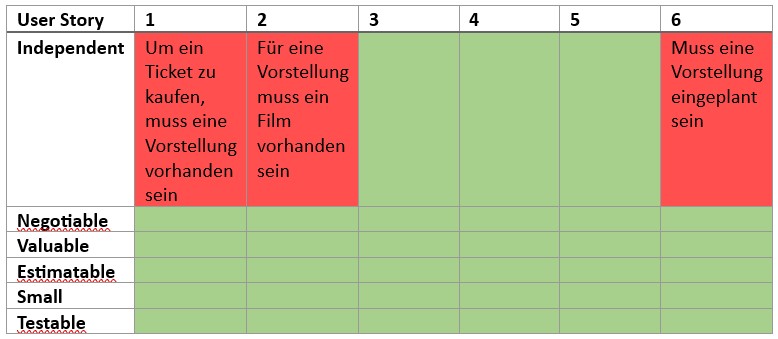 User Story 1 2 3 4 5 6
Independent
Um ein
Ticket zu
kaufen,
muss eine
Vorstellung
vorhanden
sein
Für eine
Vorstellung
muss ein
Film
vorhanden
sein
Muss eine
Vorstellung
eingeplant
sein
Negotiable
Valuable
Estimatable
Small
Testable